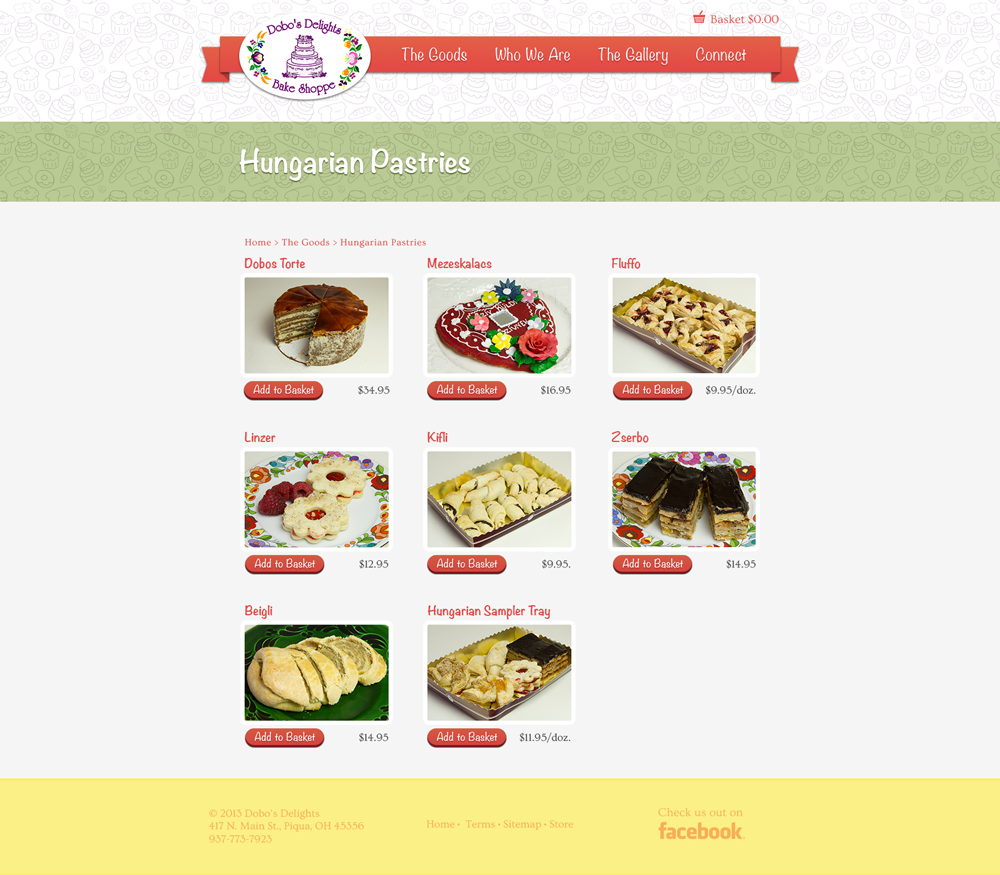 Basket $0.00
Dobo's Delights
Bake Shoppe
The Goods Who We Are The Gallery Connect
Hungarian Pastries
Home > The Goods > Hungarian Pastries
Dobos Torte Mezeskalacs Fluffo
Add to Basket $34.95 Add to Basket $16.95 Add to Basket $9.95/doz.
Linzer Kifli Zserbo
Add to Basket $12.95 Add to Basket $9.95. Add to Basket $14.95
Beigli Hungarian Sampler Tray
Add to Basket $14.95 Add to Basket $11.95/doz.
© 2013 Dobo's Delights
417 N. Main St., Piqua, OH 45356
937-773-7923
Home • Terms • Sitemap • Store
Check us out on
facebook